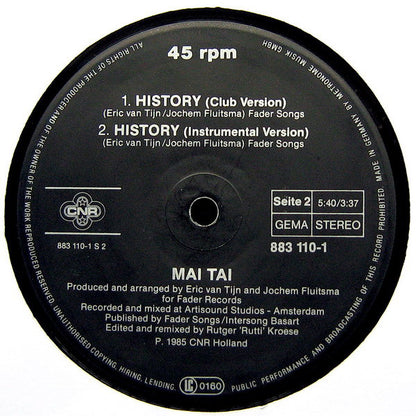 45 rpm
1. HISTORY (Club Version)
(Eric van Tijn/Jochem Fluitsma) Fader Songs
2. HISTORY (Instrumental Version)
(Eric van Tijn/Jochem Fluitsma) Fader Songs
CNR
883 110-1 S 2
Seite 2 5:40/3:37
GEMA STEREO
883 110-1
MAI TAI
Produced and arranged by Eric van Tijn and Jochem Fluitsma
for Fader Records
Recorded and mixed at Artisound Studios - Amsterdam
Published by Fader Songs/Intersong Basart
Edited and remixed by Rutger 'Rutti' Kroese
P. 1985 CNR Holland
LC 0160
ALL RIGHTS OF THE PRODUCER AND OF THE OWNER OF THE WORK REPRODUCED RESERVED. UNAUTHORISED COPYING, HIRING, LENDING, PUBLIC PERFORMANCE AND BROADCASTING OF THIS RECORD PROHIBITED. MADE IN GERMANY BY METRONOME MUSIK GMBH